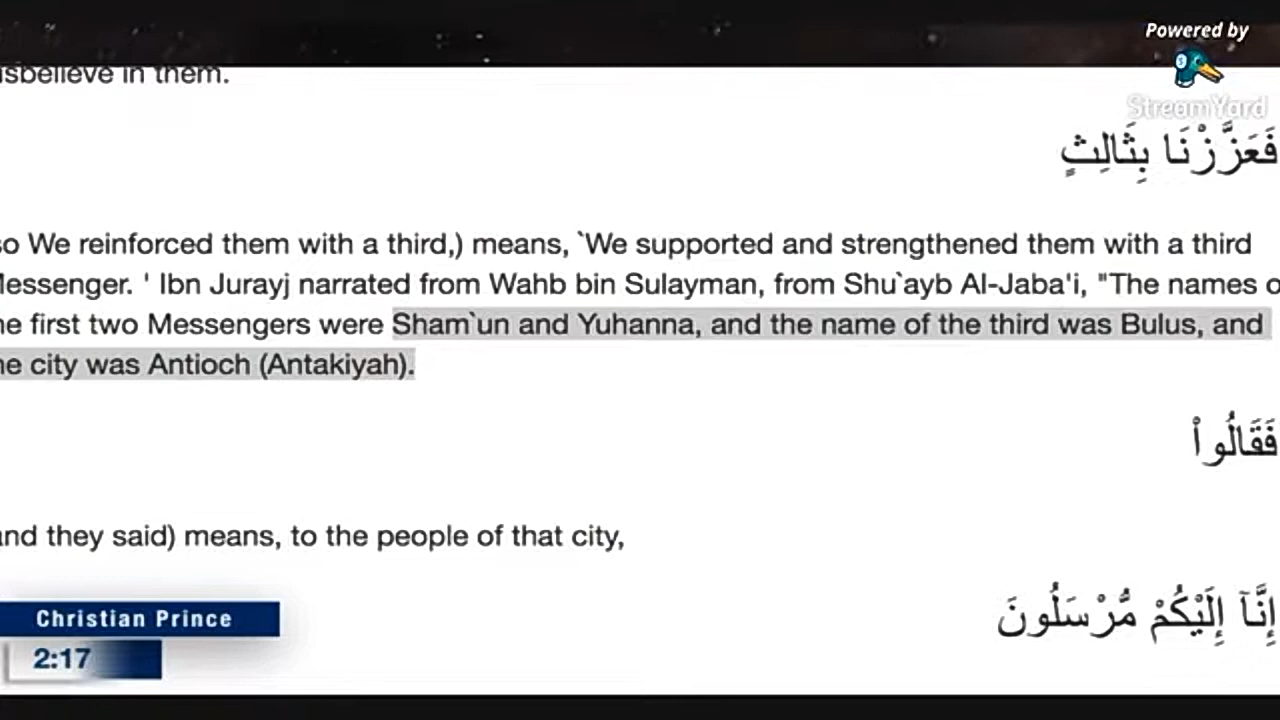 Powered by
StreamYard
isbelieve in them.
فَعَزَّزْنَا بِثَالِثٍ
so We reinforced them with a third,) means, `We supported and strengthened them with a third
Messenger. ' Ibn Jurayj narrated from Wahb bin Sulayman, from Shu`ayb Al-Jaba'i, "The names o
he first two Messengers were Sham`un and Yuhanna, and the name of the third was Bulus, and
he city was Antioch (Antakiyah).
فَقَالُواْ
and they said) means, to the people of that city,
إِنَّآ إِلَيْكُمْ مُّرْسَلُونَ
Christian Prince
2:17